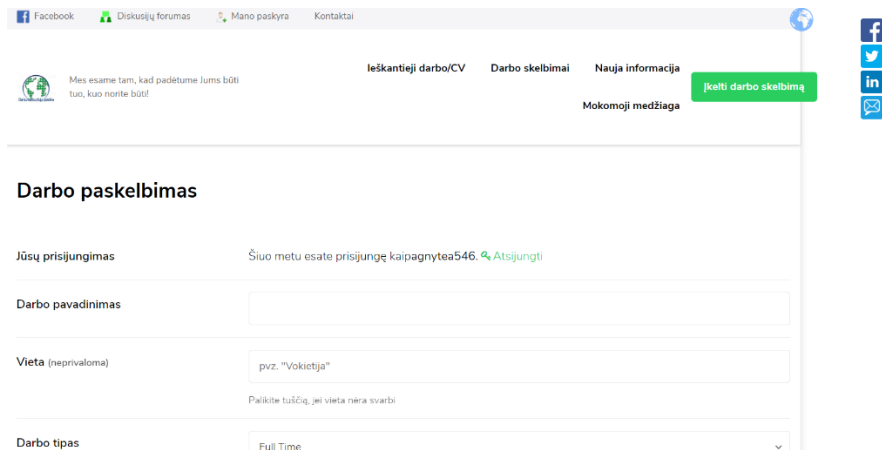 Facebook Diskusijų forumas Mano paskyra Kontaktai
Mes esame tam, kad padėtume Jums būti
tuo, kuo norite būti!
Ieškantieji darbo/CV Darbo skelbimai Nauja informacija
Įkelti darbo skelbimą
Mokomoji medžiaga
Darbo paskelbimas
Jūsų prisijungimas Šiuo metu esate prisijungę kaipagnytea546. Atsijungti
Darbo pavadinimas
Vieta (neprivaloma) pvz. "Vokietija"
Palikite tuščią, jei vieta nėra svarbi
Darbo tipas Full Time